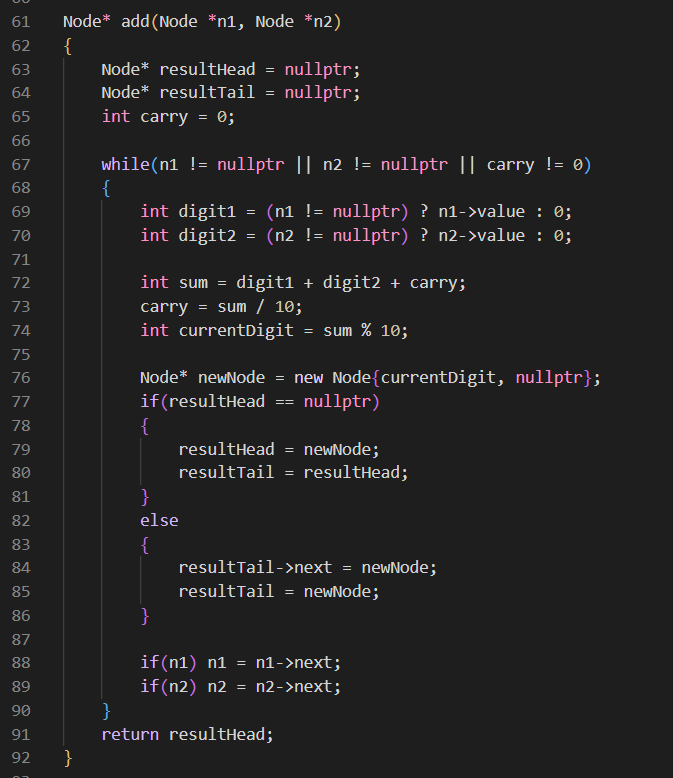 61 Node* add(Node *n1, Node *n2)
62 {
63     Node* resultHead = nullptr;
64     Node* resultTail = nullptr;
65     int carry = 0;
66
67     while(n1 != nullptr || n2 != nullptr || carry != 0)
68     {
69         int digit1 = (n1 != nullptr) ? n1->value : 0;
70         int digit2 = (n2 != nullptr) ? n2->value : 0;
71
72         int sum = digit1 + digit2 + carry;
73         carry = sum / 10;
74         int currentDigit = sum % 10;
75
76         Node* newNode = new Node{currentDigit, nullptr};
77         if(resultHead == nullptr)
78         {
79             resultHead = newNode;
80             resultTail = resultHead;
81         }
82         else
83         {
84             resultTail->next = newNode;
85             resultTail = newNode;
86         }
87
88         if(n1) n1 = n1->next;
89         if(n2) n2 = n2->next;
90     }
91     return resultHead;
92 }